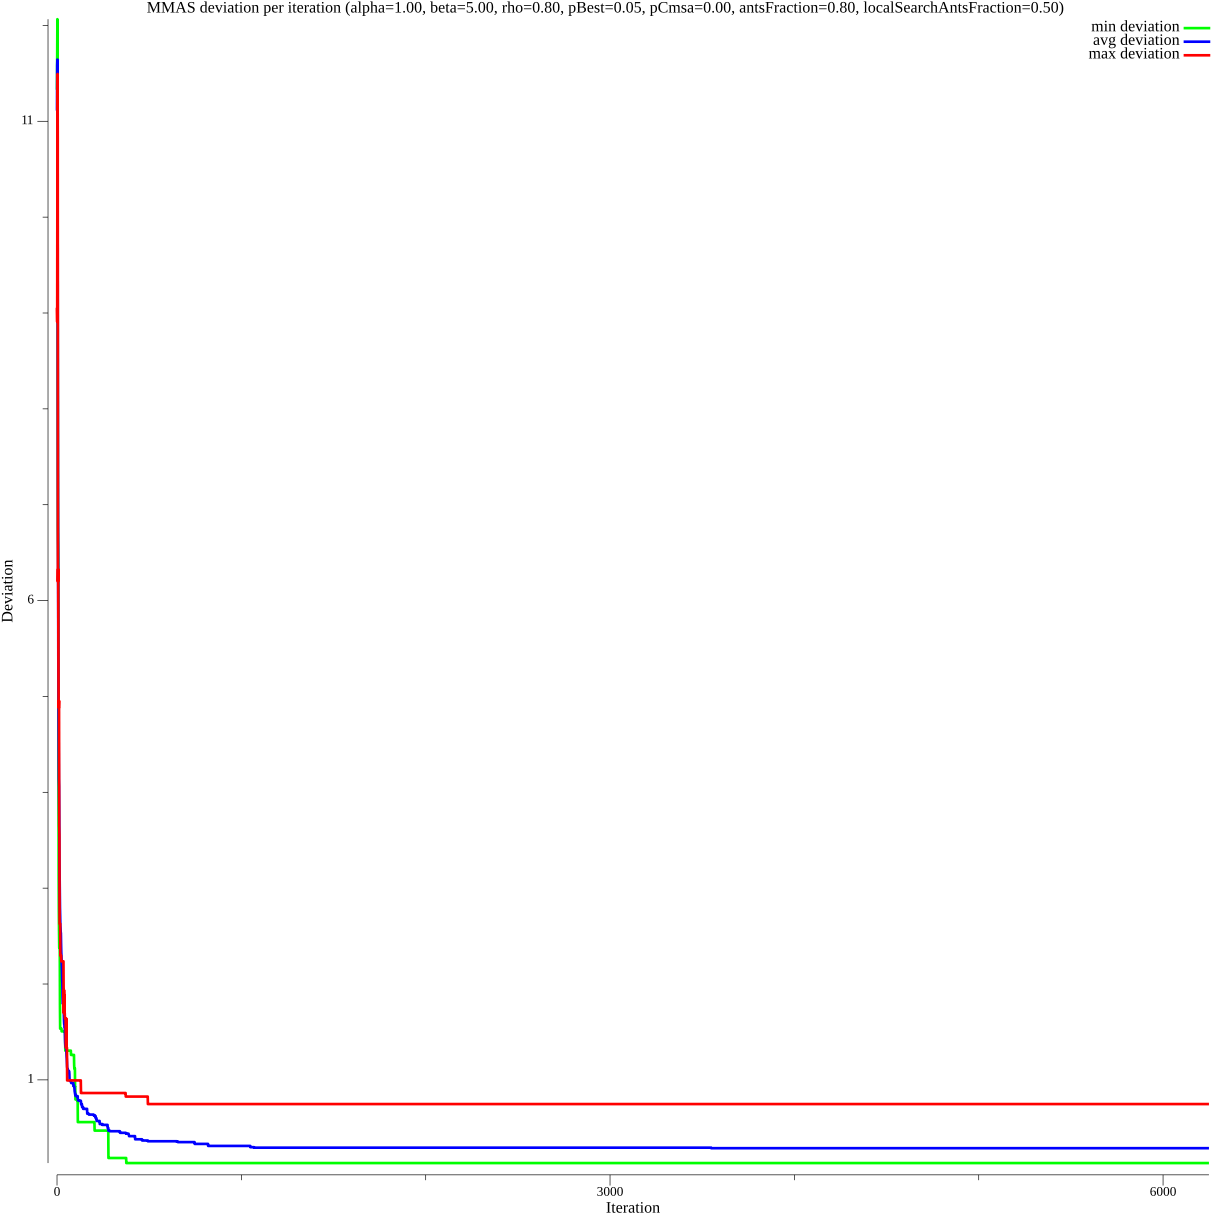 MMAS deviation per iteration (alpha=1.00, beta=5.00, rho=0.80, pBest=0.05, pCmsa=0.00, antsFraction=0.80, localSearchAntsFraction=0.50)
min deviation
avg deviation
max deviation
11
6
1
Deviation
0
3000
6000
Iteration